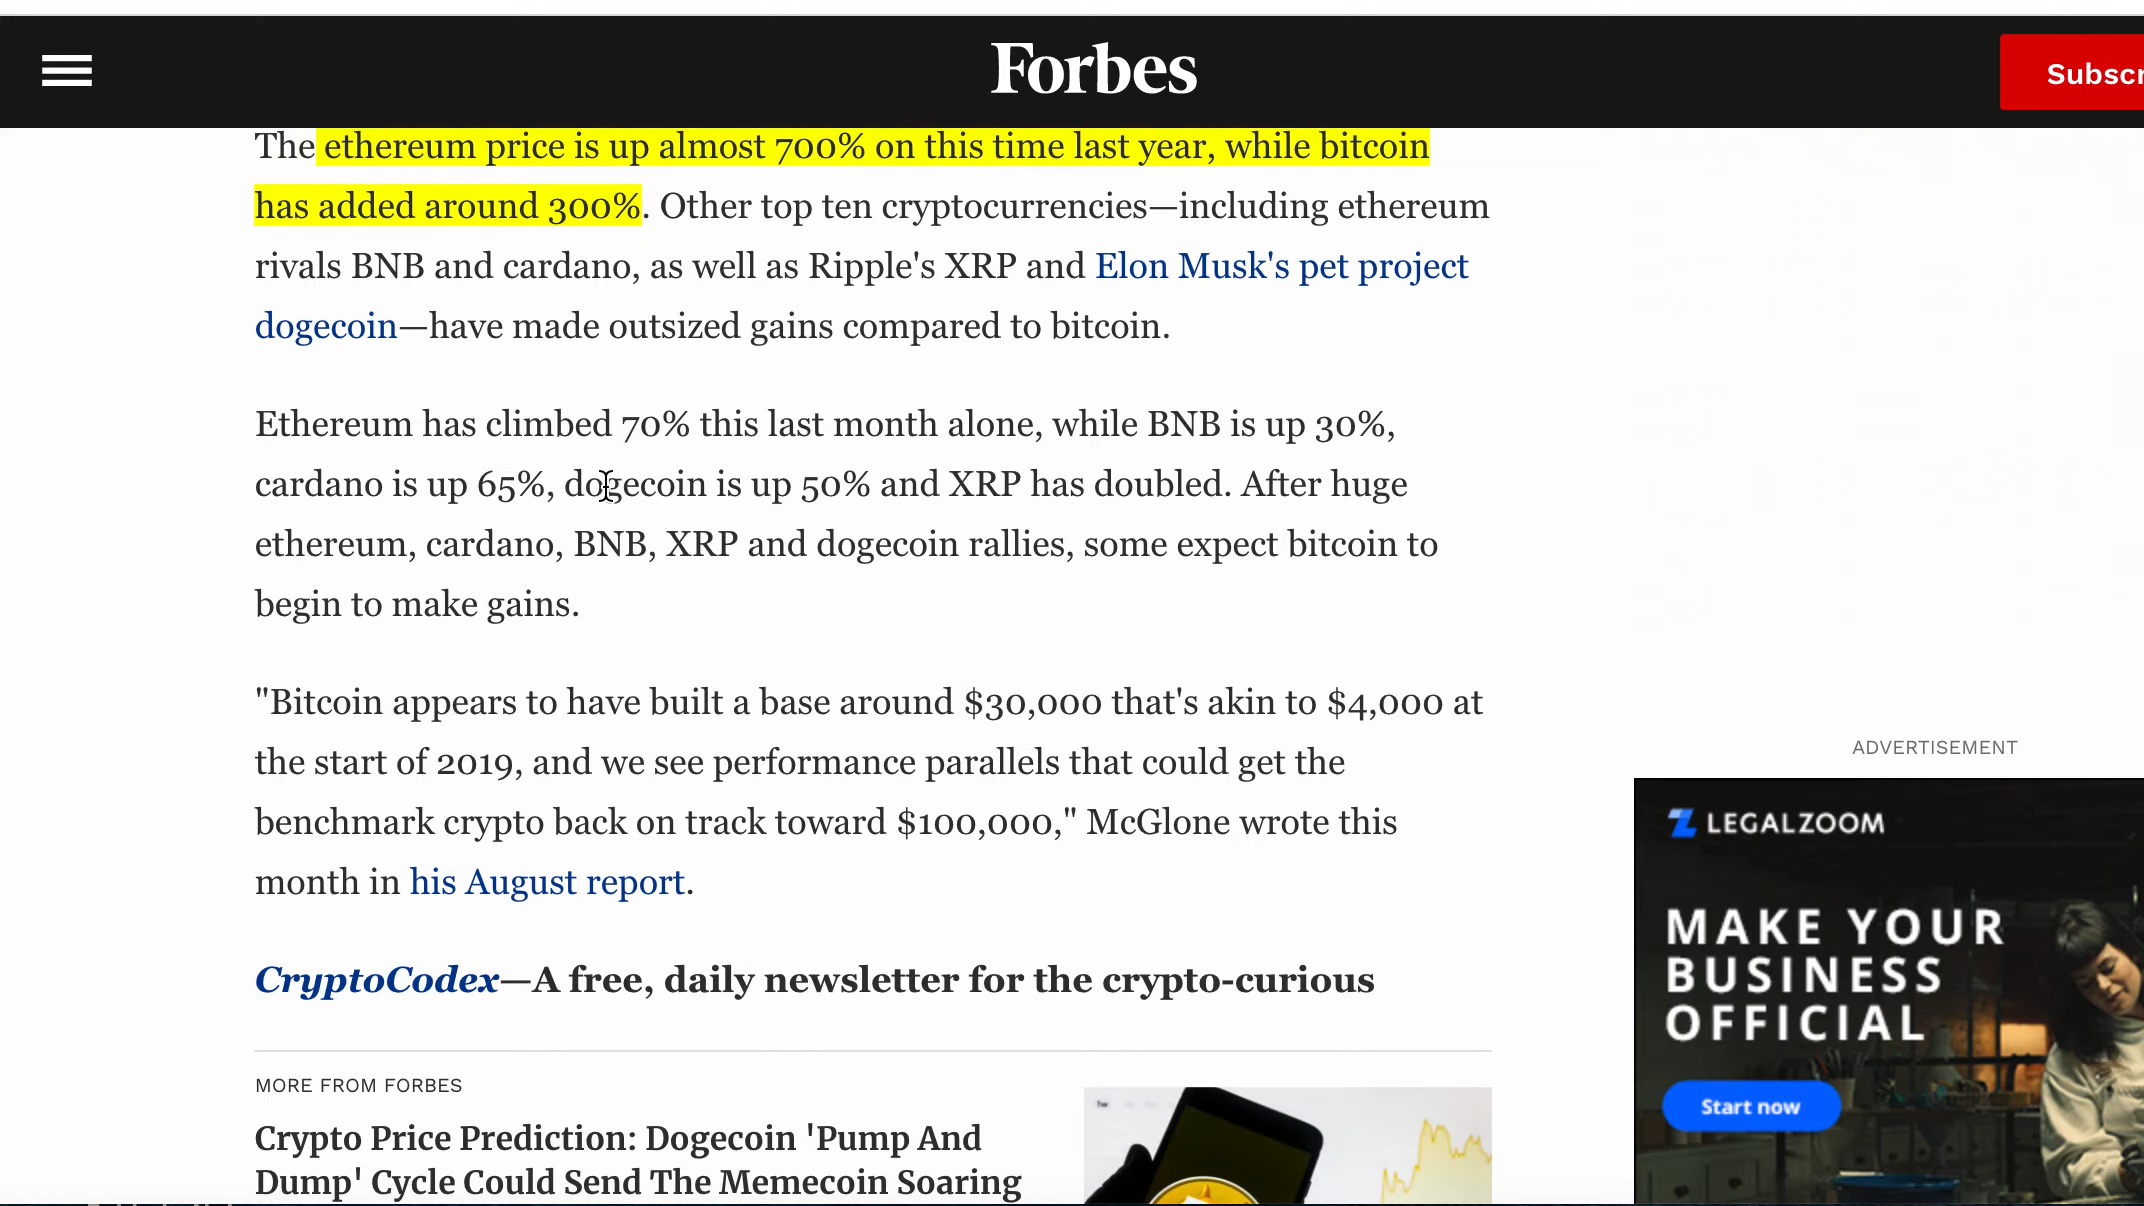 Forbes
Subscr
The ethereum price is up almost 700% on this time last year, while bitcoin
has added around 300%. Other top ten cryptocurrencies—including ethereum
rivals BNB and cardano, as well as Ripple's XRP and Elon Musk's pet project
dogecoin—have made outsized gains compared to bitcoin.
Ethereum has climbed 70% this last month alone, while BNB is up 30%,
cardano is up 65%, dogecoin is up 50% and XRP has doubled. After huge
ethereum, cardano, BNB, XRP and dogecoin rallies, some expect bitcoin to
begin to make gains.
"Bitcoin appears to have built a base around $30,000 that's akin to $4,000 at
the start of 2019, and we see performance parallels that could get the
benchmark crypto back on track toward $100,000," McGlone wrote this
month in his August report.
CryptoCodex—A free, daily newsletter for the crypto-curious
MORE FROM FORBES
Crypto Price Prediction: Dogecoin 'Pump And
Dump' Cycle Could Send The Memecoin Soaring
ADVERTISEMENT
LEGALZOOM
MAKE YOUR
BUSINESS
OFFICIAL
Start now